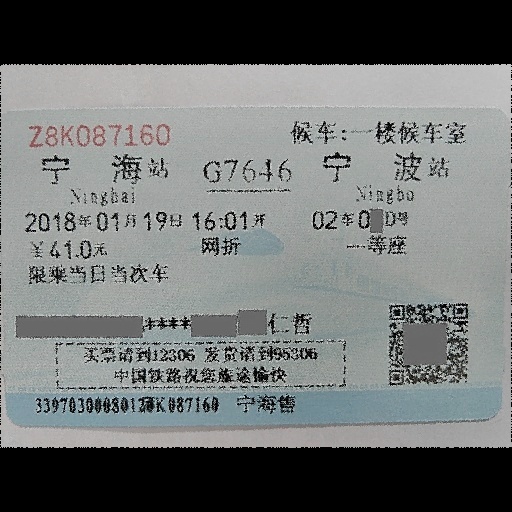 Z8K087160 候车:一楼候车室
宁海站 G7646 宁波站
Ninghai Ningbo
2018年01月19日 16:01开 02车0 D号
￥41.0元 网折 一等座
限乘当日当次车
**** 仁哲
买票请到12306 发货请到95306
中国铁路祝您旅途愉快
K087160 宁海售